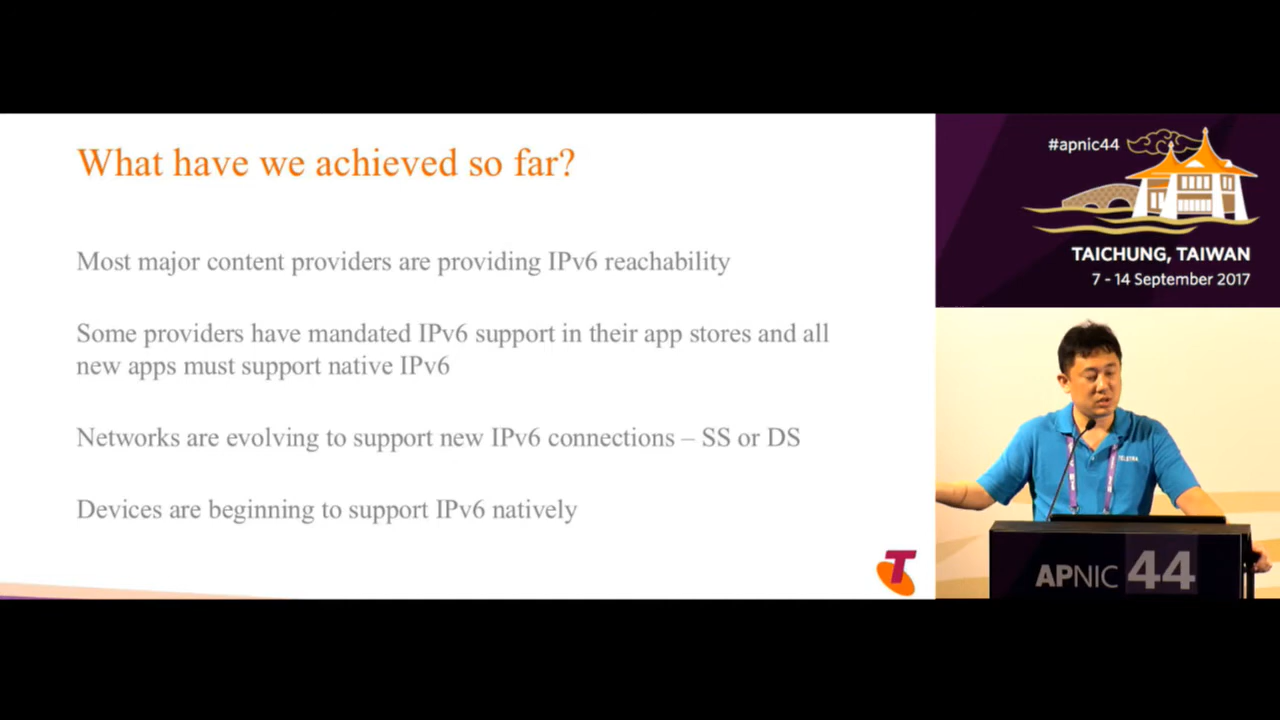 What have we achieved so far?
Most major content providers are providing IPv6 reachability
Some providers have mandated IPv6 support in their app stores and all
new apps must support native IPv6
Networks are evolving to support new IPv6 connections – SS or DS
Devices are beginning to support IPv6 natively
T
#apnic44
TAICHUNG, TAIWAN
7 - 14 September 2017
TELSTRA
APNIC 44